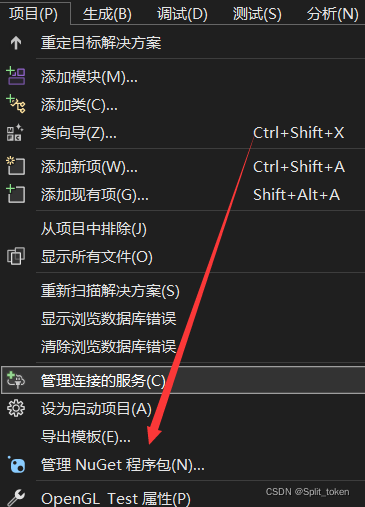 项目(P) 生成(B) 调试(D) 测试(S) 分析(N)
重定目标解决方案
添加模块(M)...
添加类(C)...
类向导(Z)... Ctrl+Shift+X
添加新项(W)... Ctrl+Shift+A
添加现有项(G)... Shift+Alt+A
从项目中排除(J)
显示所有文件(O)
重新扫描解决方案(S)
显示浏览数据库错误
清除浏览数据库错误
管理连接的服务(C)
设为启动项目(A)
导出模板(E)...
管理 NuGet 程序包(N)...
OpenGL_Test 属性(P)
CSDN @Split_token